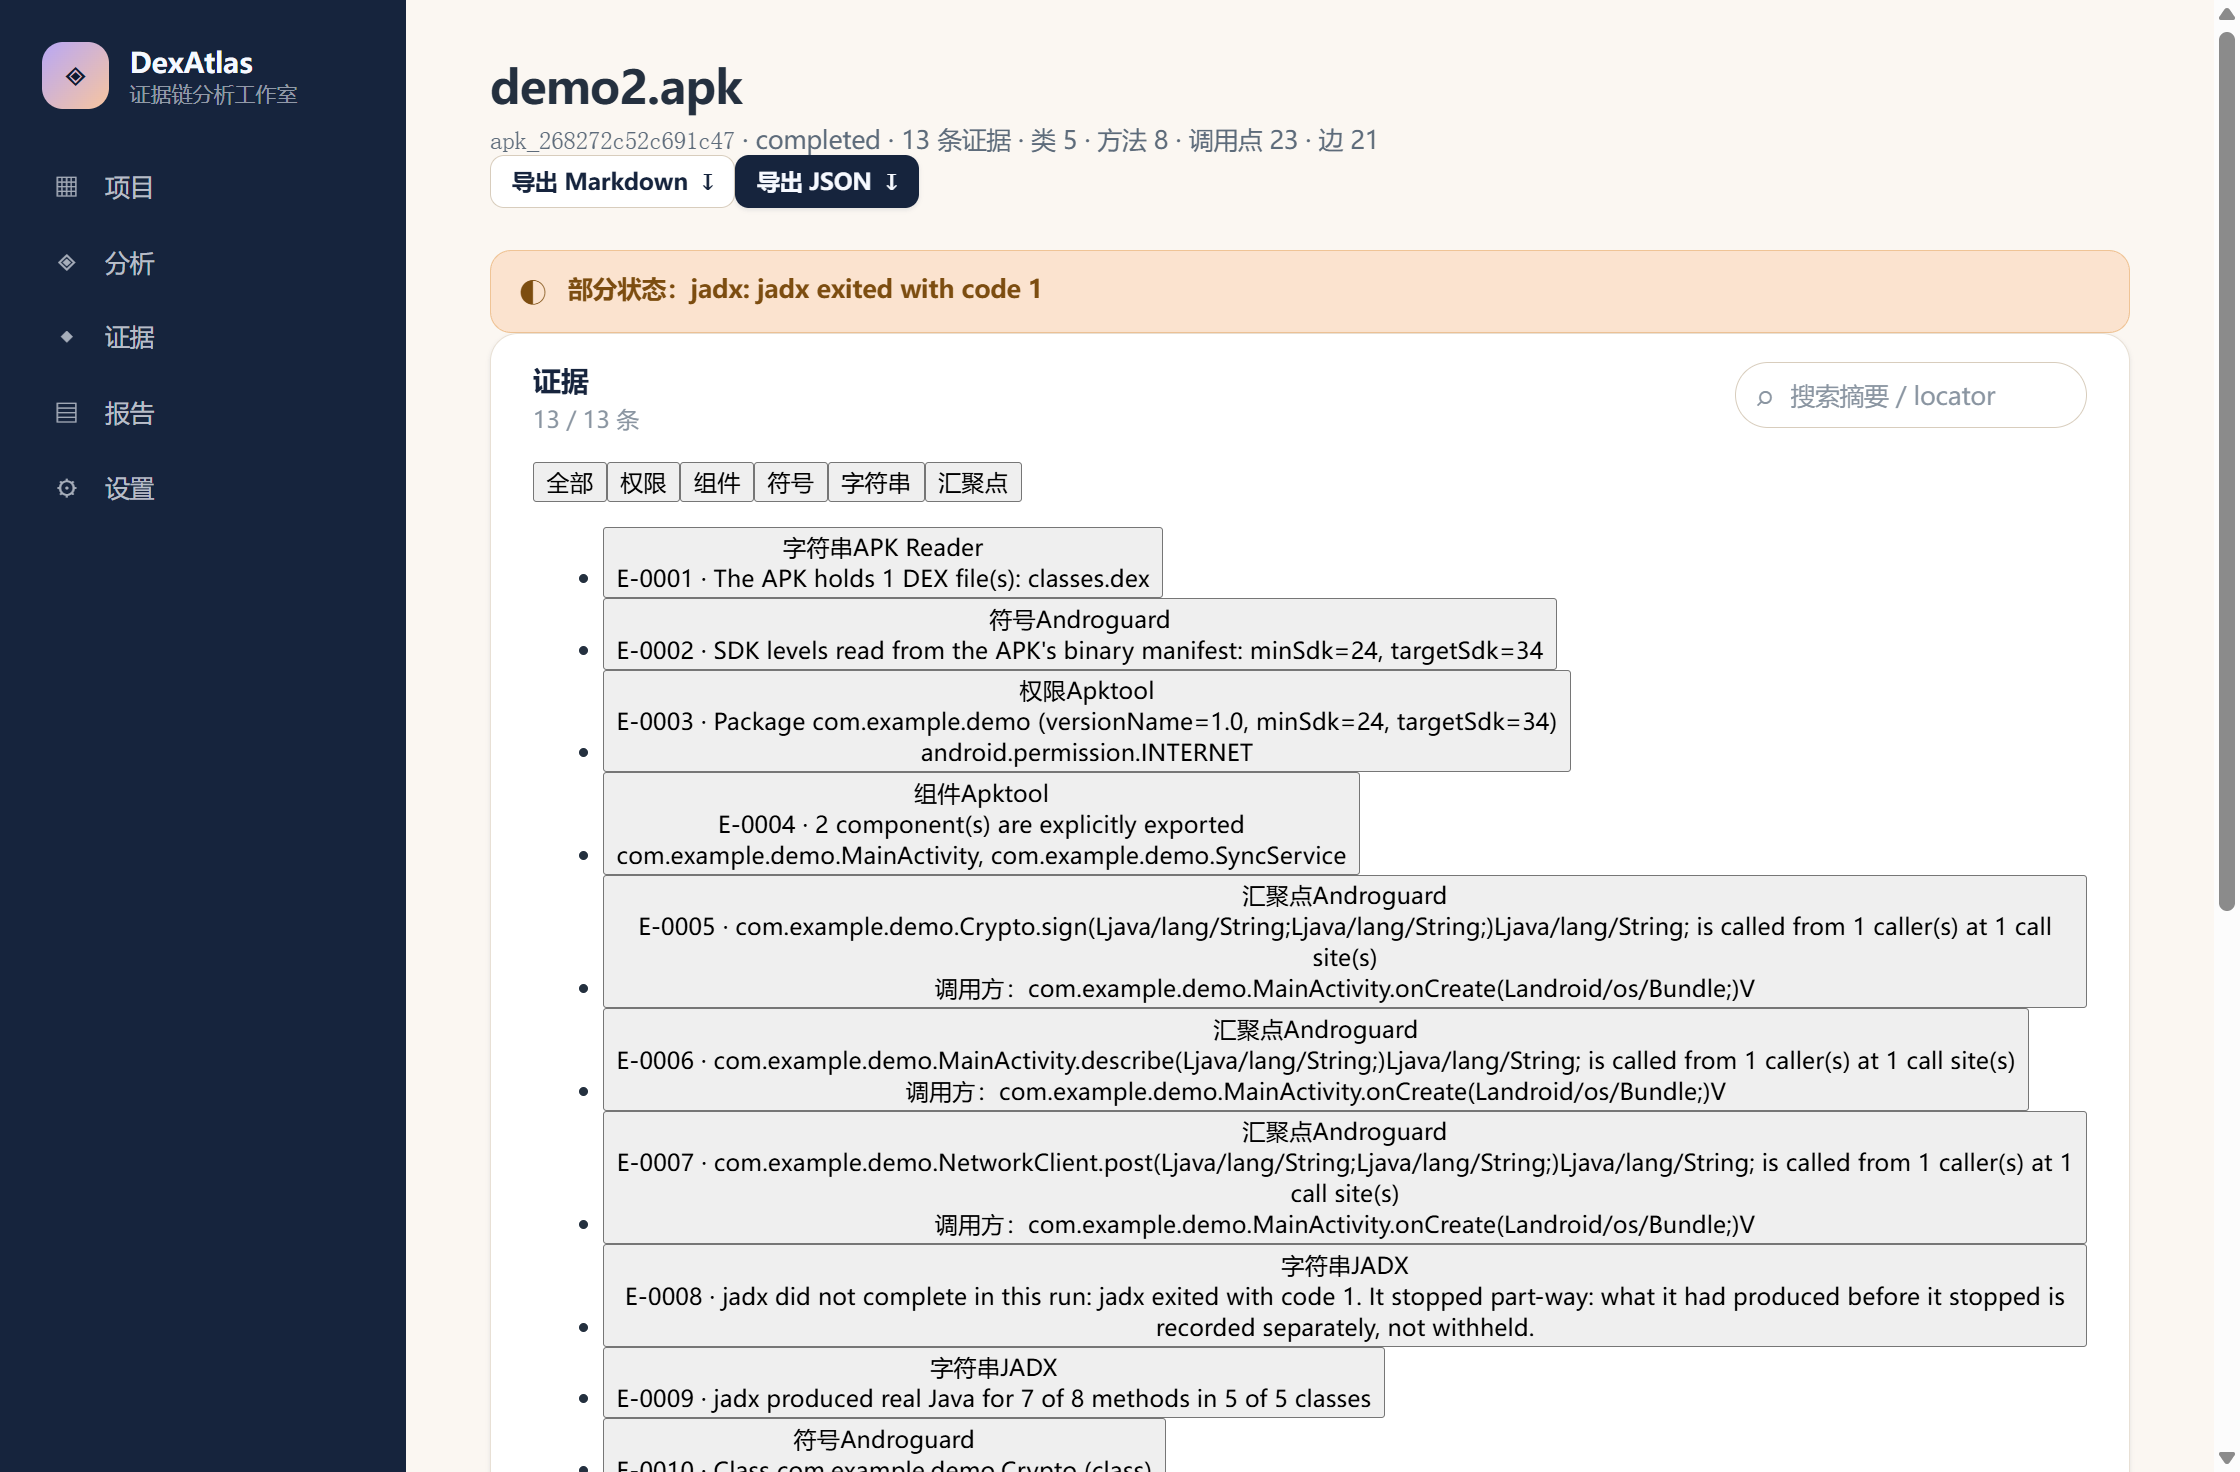 DexAtlas
证据链分析工作室
项目
分析
证据
报告
设置
demo2.apk
apk_268272c52c691c47 · completed · 13 条证据 · 类 5 · 方法 8 · 调用点 23 · 边 21
导出 Markdown ↧
导出 JSON ↧
部分状态：jadx: jadx exited with code 1
证据
13 / 13 条
搜索摘要 / locator
全部 权限 组件 符号 字符串 汇聚点
字符串APK Reader
E-0001 · The APK holds 1 DEX file(s): classes.dex
符号Androguard
E-0002 · SDK levels read from the APK's binary manifest: minSdk=24, targetSdk=34
权限Apktool
E-0003 · Package com.example.demo (versionName=1.0, minSdk=24, targetSdk=34)
android.permission.INTERNET
组件Apktool
E-0004 · 2 component(s) are explicitly exported
com.example.demo.MainActivity, com.example.demo.SyncService
汇聚点Androguard
E-0005 · com.example.demo.Crypto.sign(Ljava/lang/String;Ljava/lang/String;)Ljava/lang/String; is called from 1 caller(s) at 1 call
site(s)
调用方：com.example.demo.MainActivity.onCreate(Landroid/os/Bundle;)V
汇聚点Androguard
E-0006 · com.example.demo.MainActivity.describe(Ljava/lang/String;)Ljava/lang/String; is called from 1 caller(s) at 1 call site(s)
调用方：com.example.demo.MainActivity.onCreate(Landroid/os/Bundle;)V
汇聚点Androguard
E-0007 · com.example.demo.NetworkClient.post(Ljava/lang/String;Ljava/lang/String;)Ljava/lang/String; is called from 1 caller(s) at 1
call site(s)
调用方：com.example.demo.MainActivity.onCreate(Landroid/os/Bundle;)V
字符串JADX
E-0008 · jadx did not complete in this run: jadx exited with code 1. It stopped part-way: what it had produced before it stopped is
recorded separately, not withheld.
字符串JADX
E-0009 · jadx produced real Java for 7 of 8 methods in 5 of 5 classes
符号Androguard
E-0010 · Class com.example.demo.Crypto (class)